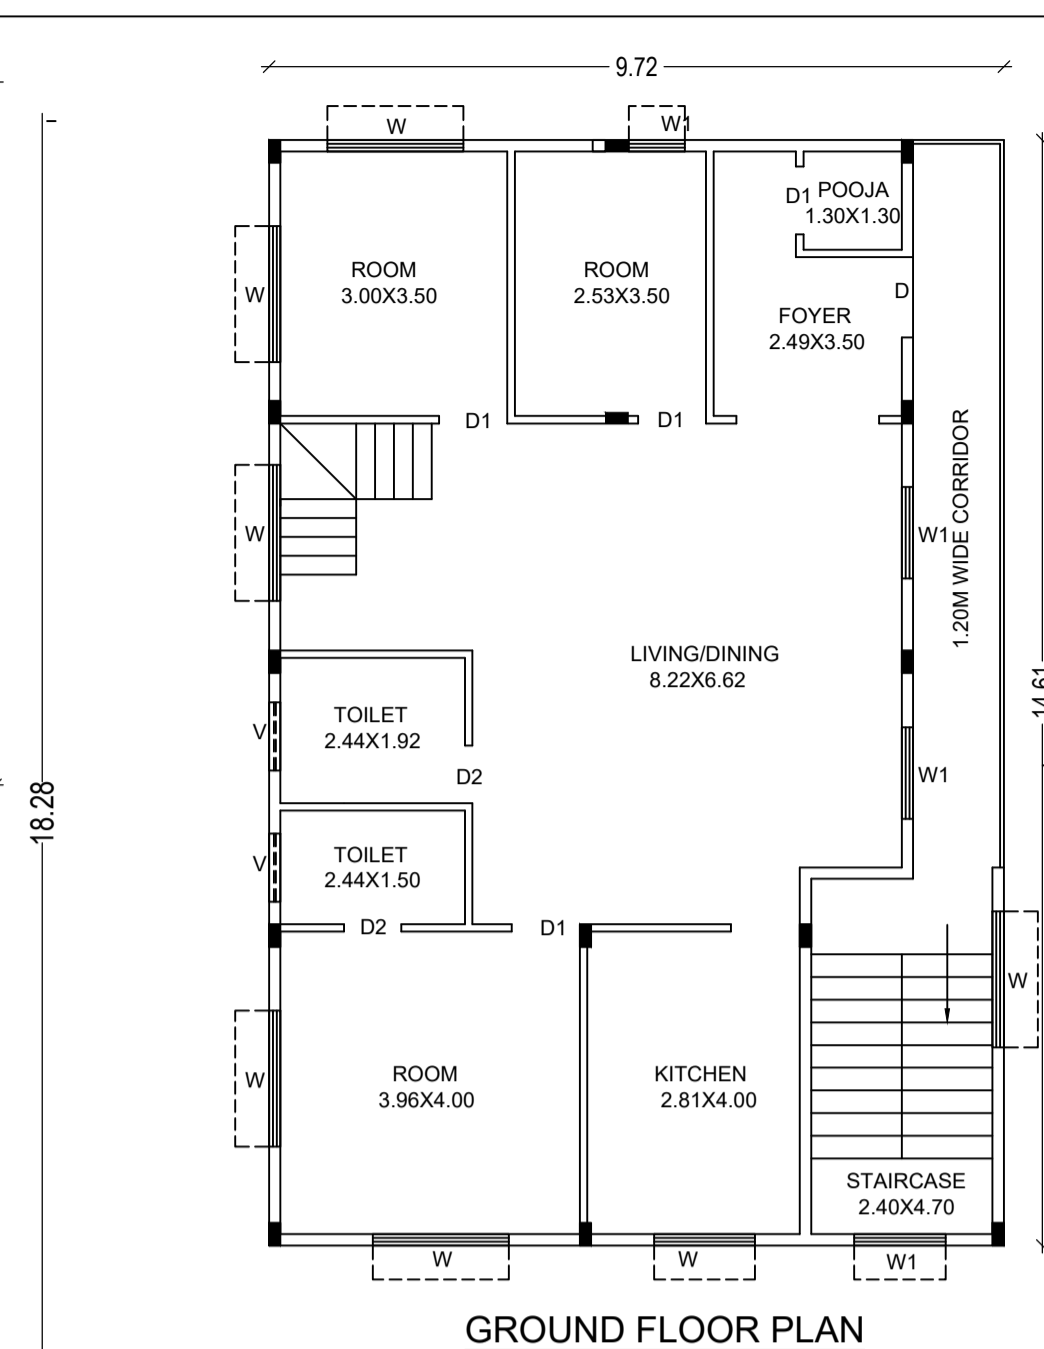 9.72
W
W1
POOJA
D1
1.30X1.30
ROOM
3.00X3.50
ROOM
2.53X3.50
W
D
FOYER
2.49X3.50
D1
D1
1.20M WIDE CORRIDOR
W
W1
LIVING/DINING
8.22X6.62
14.61
TOILET
2.44X1.92
V
D2
W1
18.28
TOILET
2.44X1.50
V
D2
D1
W
ROOM
3.96X4.00
W
KITCHEN
2.81X4.00
STAIRCASE
2.40X4.70
W
W
W1
GROUND FLOOR PLAN